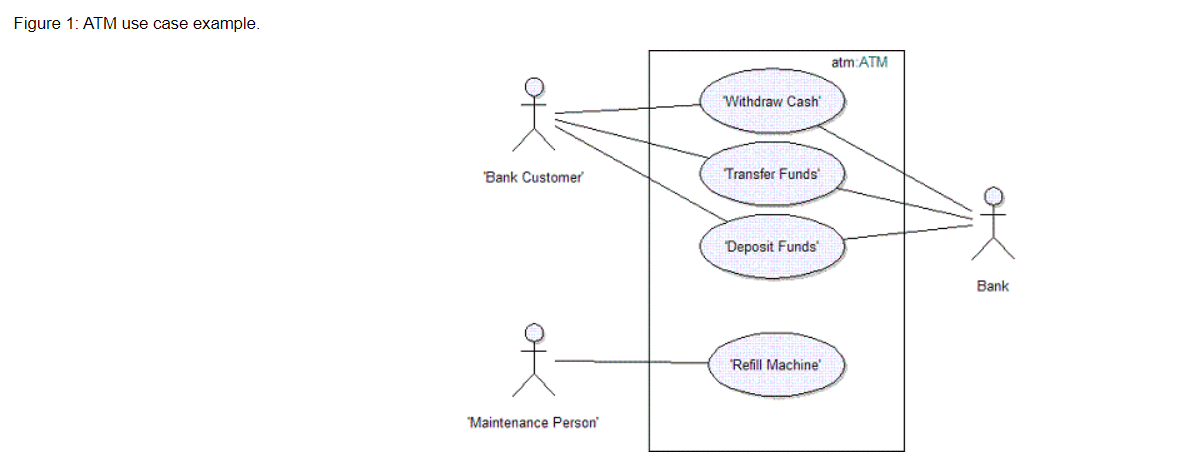 Figure 1: ATM use case example.
atm:ATM
'Withdraw Cash'
'Bank Customer'
'Transfer Funds'
'Deposit Funds'
Bank
'Refill Machine'
'Maintenance Person'